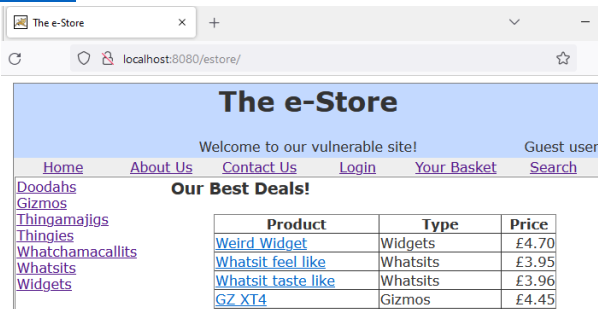 The e-Store
localhost:8080/estore/
The e-Store
Welcome to our vulnerable site! Guest user
Home About Us Contact Us Login Your Basket Search
Doodahs
Gizmos
Thingamajigs
Thingies
Whatchamacallits
Whatsits
Widgets
Our Best Deals!
Product Type Price
Weird Widget Widgets £4.70
Whatsit feel like Whatsits £3.95
Whatsit taste like Whatsits £3.96
GZ XT4 Gizmos £4.45